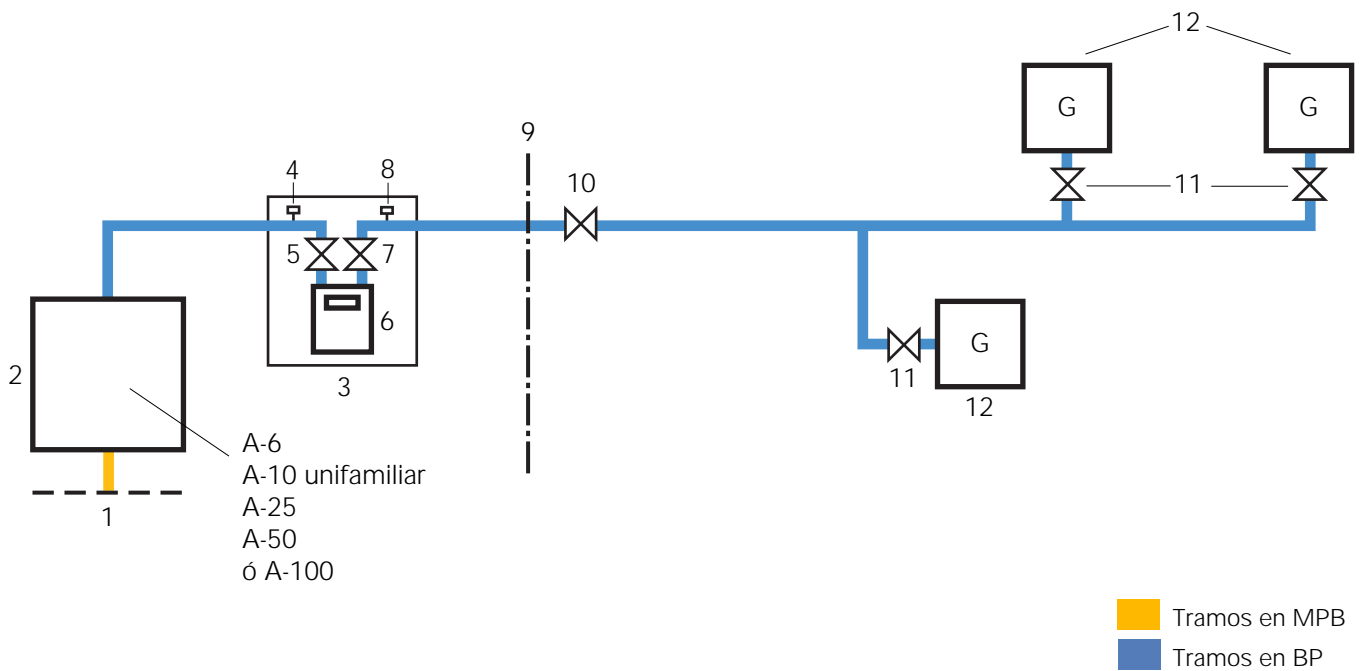 12
G
G
9
4
8
10
11
5
7
6
G
2
3
11
12
A-6
A-10 unifamiliar
A-25
A-50
ó A-100
1
Tramos en MPB
Tramos en BP